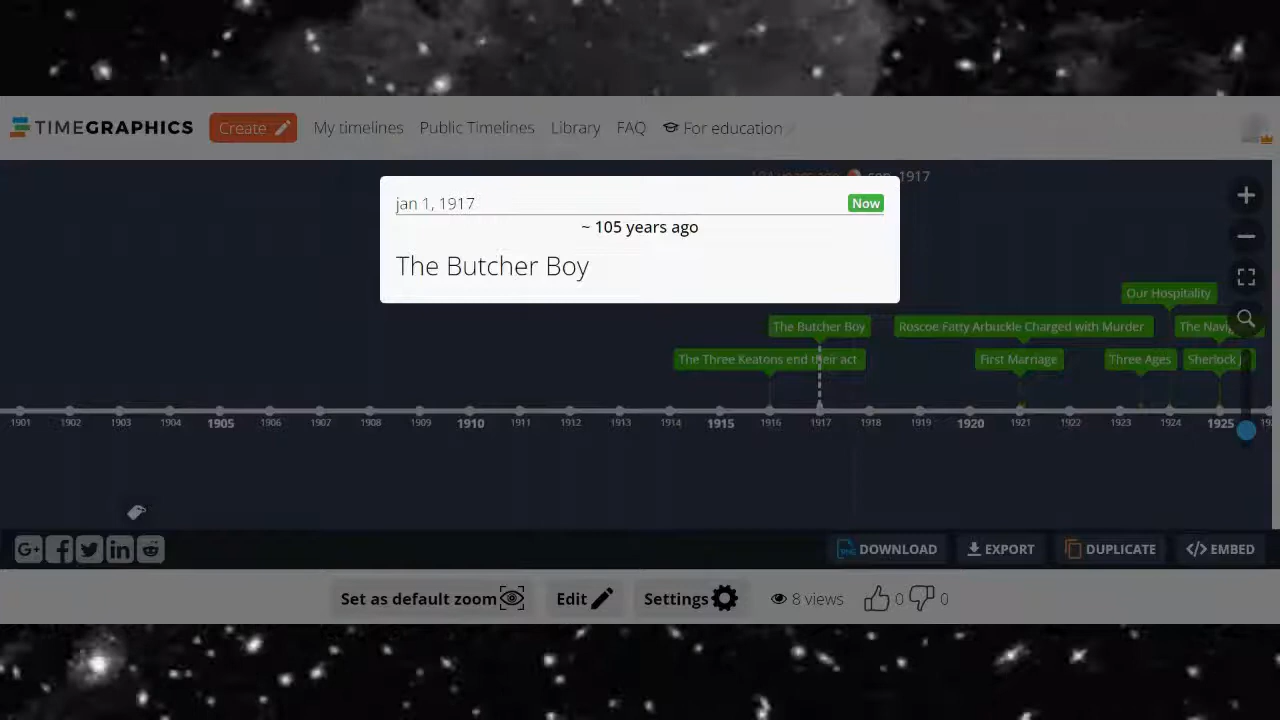 TIMEGRAPHICS
Create
My timelines
Public Timelines
Library
FAQ
For education
1917
jan 1, 1917
Now
~ 105 years ago
The Butcher Boy
Our Hospitality
The Butcher Boy
Roscoe Fatty Arbuckle Charged with Murder
The
The Three Keatons end their act
First Marriage
Three Ages
Sherlock
1901 1902 1903 1904 1905 1906 1907 1908 1909 1910 1911 1912 1913 1914 1915 1916 1917 1918 1919 1920 1921 1922 1923 1924 1925
G+
DOWNLOAD
EXPORT
DUPLICATE
</> EMBED
Set as default zoom
Edit
Settings
8 views
0
0